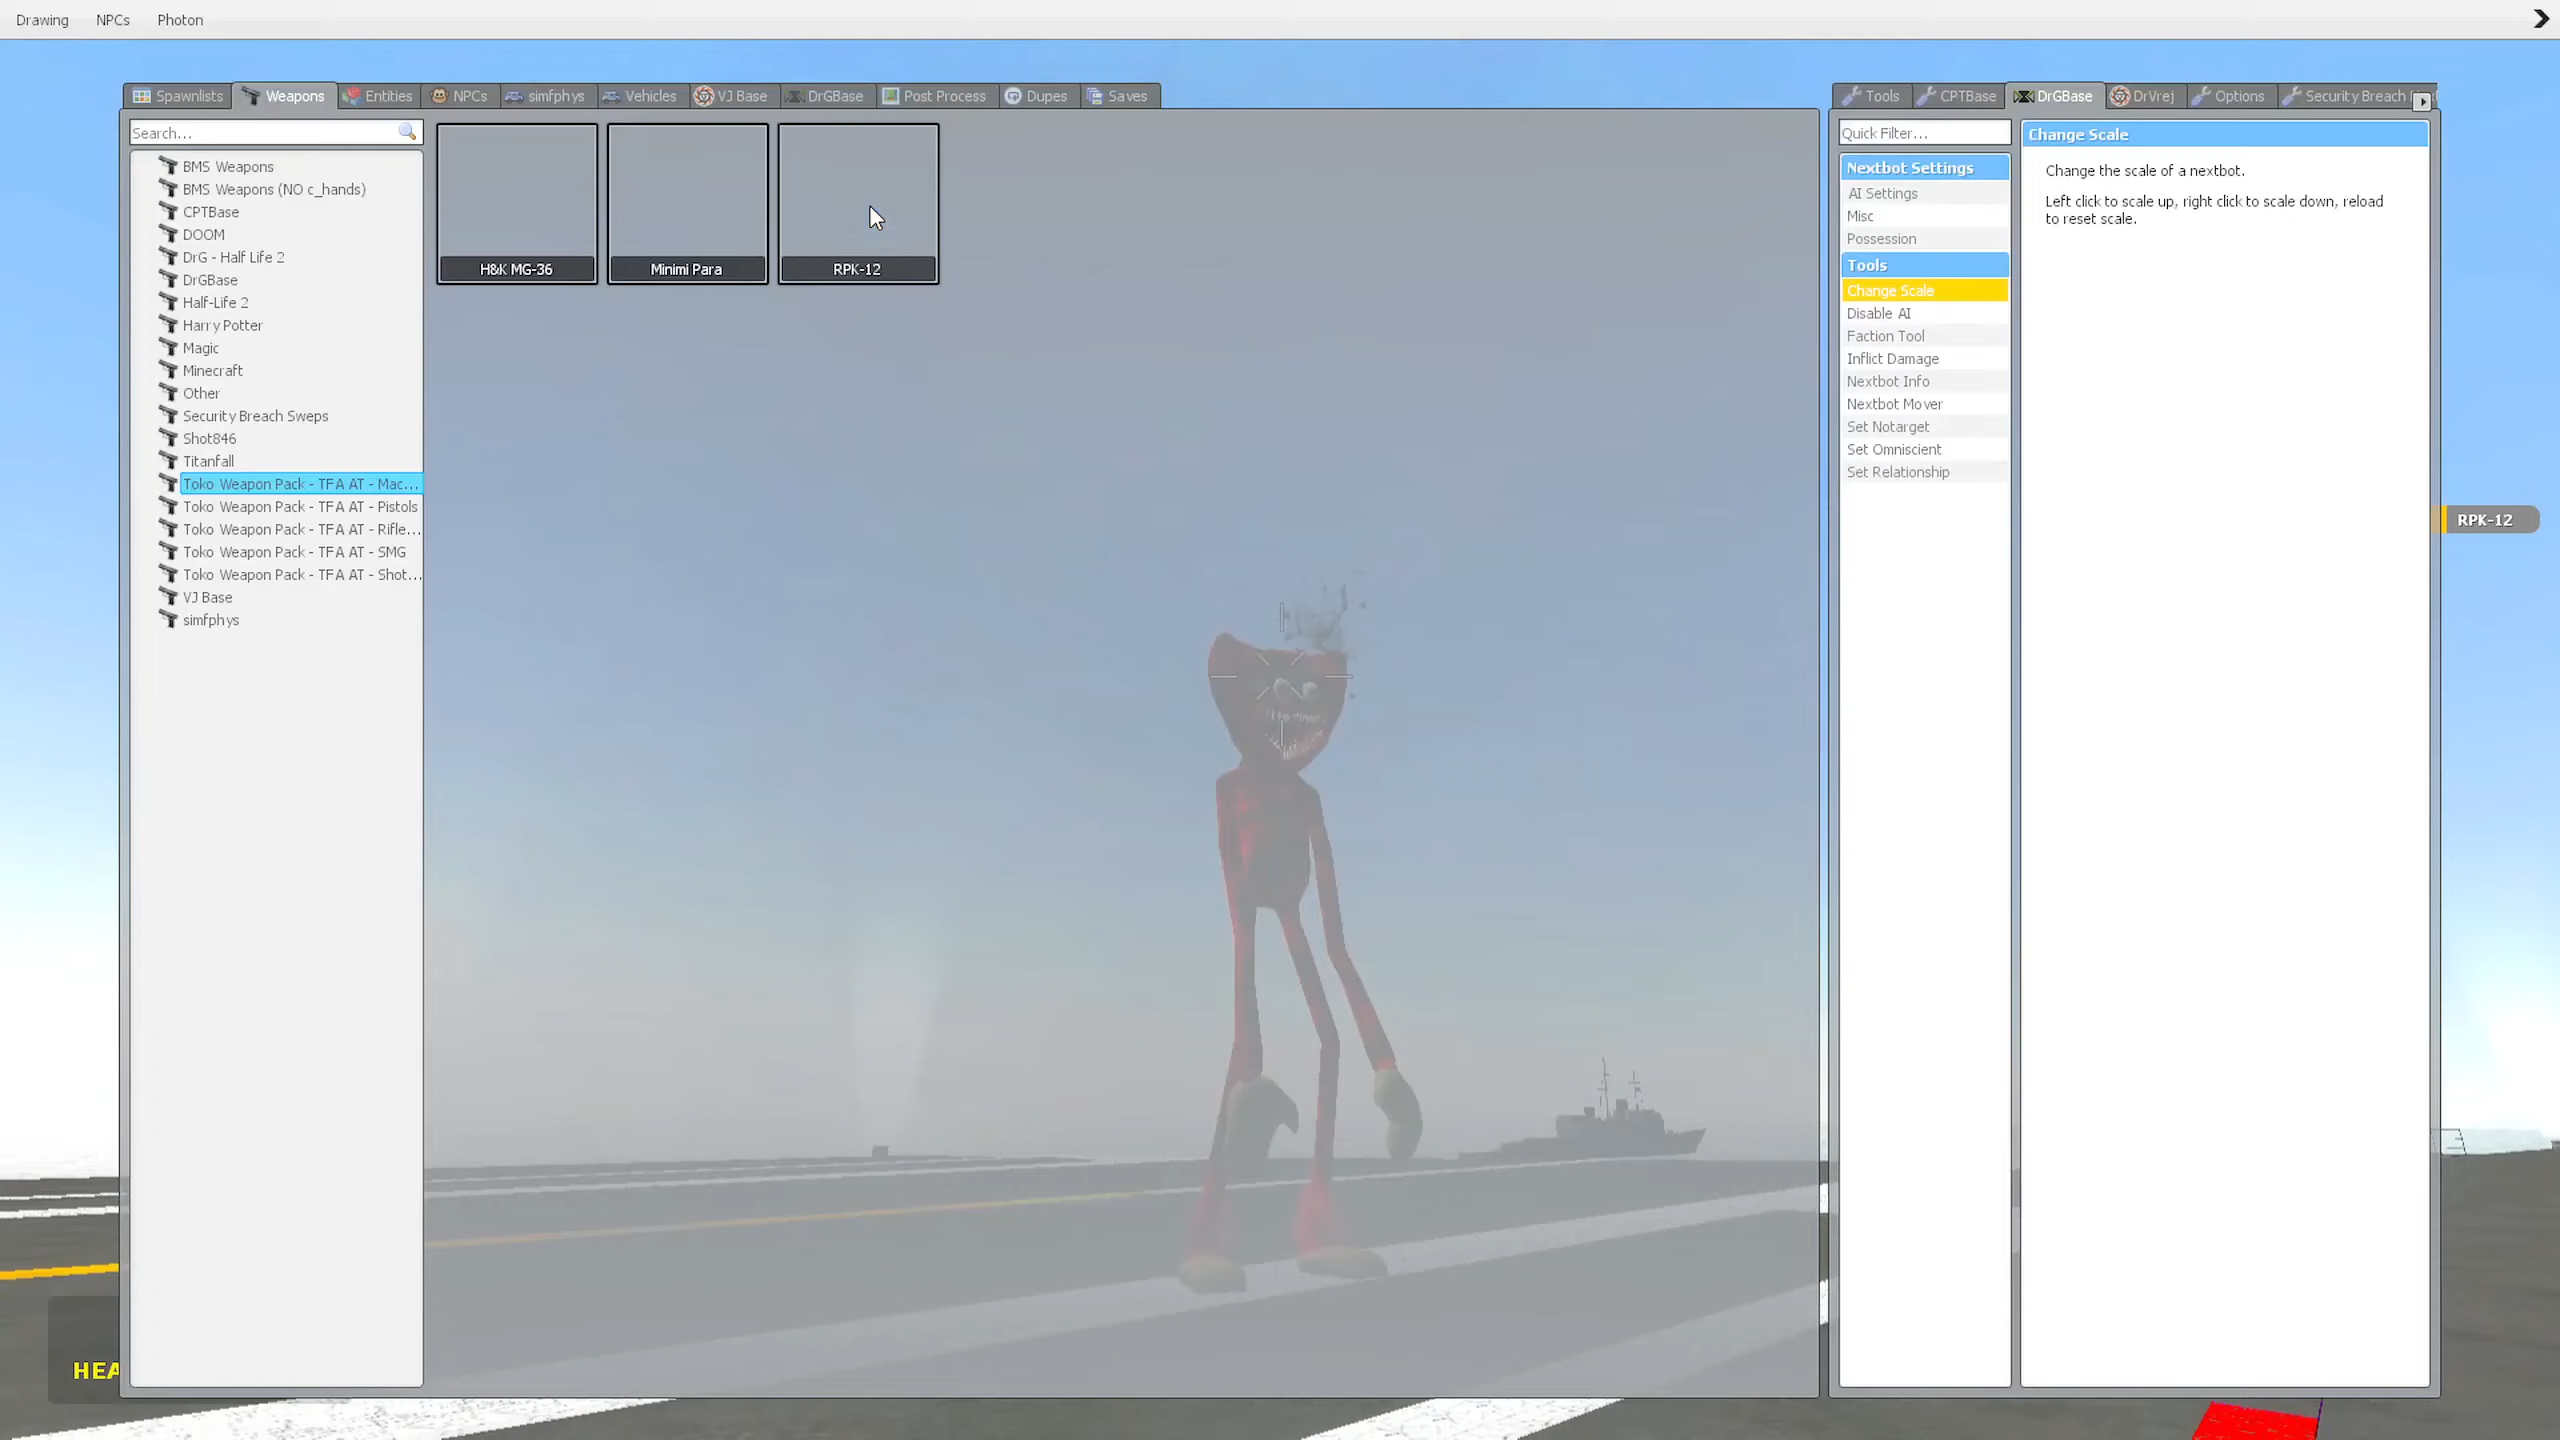 Drawing NPCs Photon
Spawnlists Weapons Entities NPCs simfphys Vehicles VJ Base DrGBase Post Process Dupes Saves
Tools CPTBase DrGBase DrVrej Options Security Breach
Search...
BMS Weapons
BMS Weapons (NO c_hands)
CPTBase
DOOM
DrG - Half Life 2
DrGBase
Half-Life 2
Harry Potter
Magic
Minecraft
Other
Security Breach Sweps
Shot846
Titanfall
Toko Weapon Pack - TFA AT - Mac...
Toko Weapon Pack - TFA AT - Pistols
Toko Weapon Pack - TFA AT - Rifle...
Toko Weapon Pack - TFA AT - SMG
Toko Weapon Pack - TFA AT - Shot...
VJ Base
simfphys
H&K MG-36
Minimi Para
RPK-12
Quick Filter...
Nextbot Settings
AI Settings
Misc
Possession
Tools
Change Scale
Disable AI
Faction Tool
Inflict Damage
Nextbot Info
Nextbot Mover
Set Notarget
Set Omniscient
Set Relationship
Change Scale
Change the scale of a nextbot.
Left click to scale up, right click to scale down, reload
to reset scale.
RPK-12
HEA